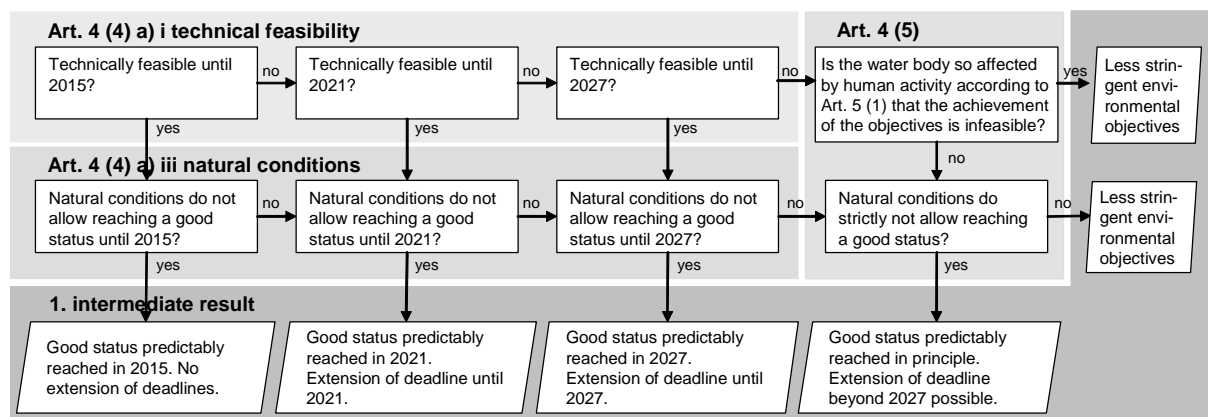 Art. 4 (4) a) i technical feasibility
Art. 4 (5)
Technically feasible until
2015?
no
Technically feasible until
2021?
no
Technically feasible until
2027?
no
Is the water body so affected
by human activity according to
Art. 5 (1) that the achievement
of the objectives is infeasible?
yes
Less strin-
gent envi-
ronmental
objectives
yes
yes
yes
no
Art. 4 (4) a) iii natural conditions
Natural conditions do not
allow reaching a good
status until 2015?
no
Natural conditions do not
allow reaching a good
status until 2021?
no
Natural conditions do not
allow reaching a good
status until 2027?
no
Natural conditions do
strictly not allow reaching
a good status?
no
Less strin-
gent envi-
ronmental
objectives
yes
yes
yes
yes
1. intermediate result
Good status predictably
reached in 2015. No
extension of deadlines.
Good status predictably
reached in 2021.
Extension of deadline until
2021.
Good status predictably
reached in 2027.
Extension of deadline until
2027.
Good status predictably
reached in principle.
Extension of deadline
beyond 2027 possible.